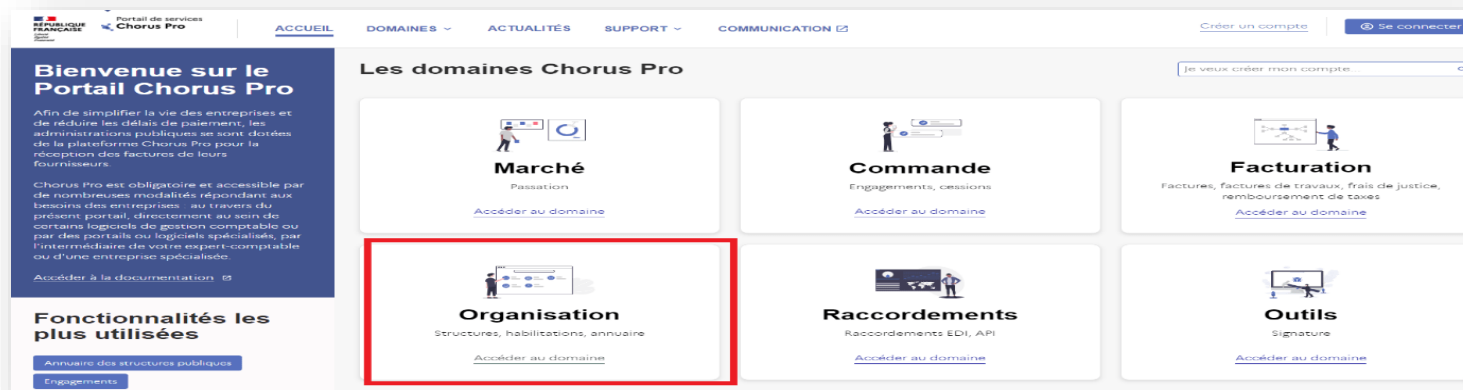 RÉPUBLIQUE
FRANÇAISE
Portail de services
Chorus Pro
ACCUEIL
DOMAINES
ACTUALITÉS
SUPPORT
COMMUNICATION
Créer un compte
Se connecter
Bienvenue sur le
Portail Chorus Pro
Afin de simplifier la vie des entreprises et
de réduire les délais de paiement, les
administrations publiques se sont dotées
de la plateforme Chorus Pro pour la
réception des factures de leurs
fournisseurs.
Chorus Pro est obligatoire et accessible par
de nombreuses modalités répondant aux
besoins des entreprises : au travers du
présent portail, directement au sein de
certains logiciels de gestion comptable ou
par des portails ou logiciels spécialisés, par
l'intermédiaire de votre expert-comptable
ou d'une entreprise spécialisée.
Accéder à la documentation
Fonctionnalités les
plus utilisées
Annuaire des structures publiques
Engagements
Les domaines Chorus Pro
Je veux créer mon compte...
Marché
Passation
Accéder au domaine
Commande
Engagements, cessions
Accéder au domaine
Facturation
Factures, factures de travaux, frais de justice,
remboursement de taxes
Accéder au domaine
Organisation
Structures, habilitations, annuaire
Accéder au domaine
Raccordements
Raccordements EDI, API
Accéder au domaine
Outils
Signature
Accéder au domaine